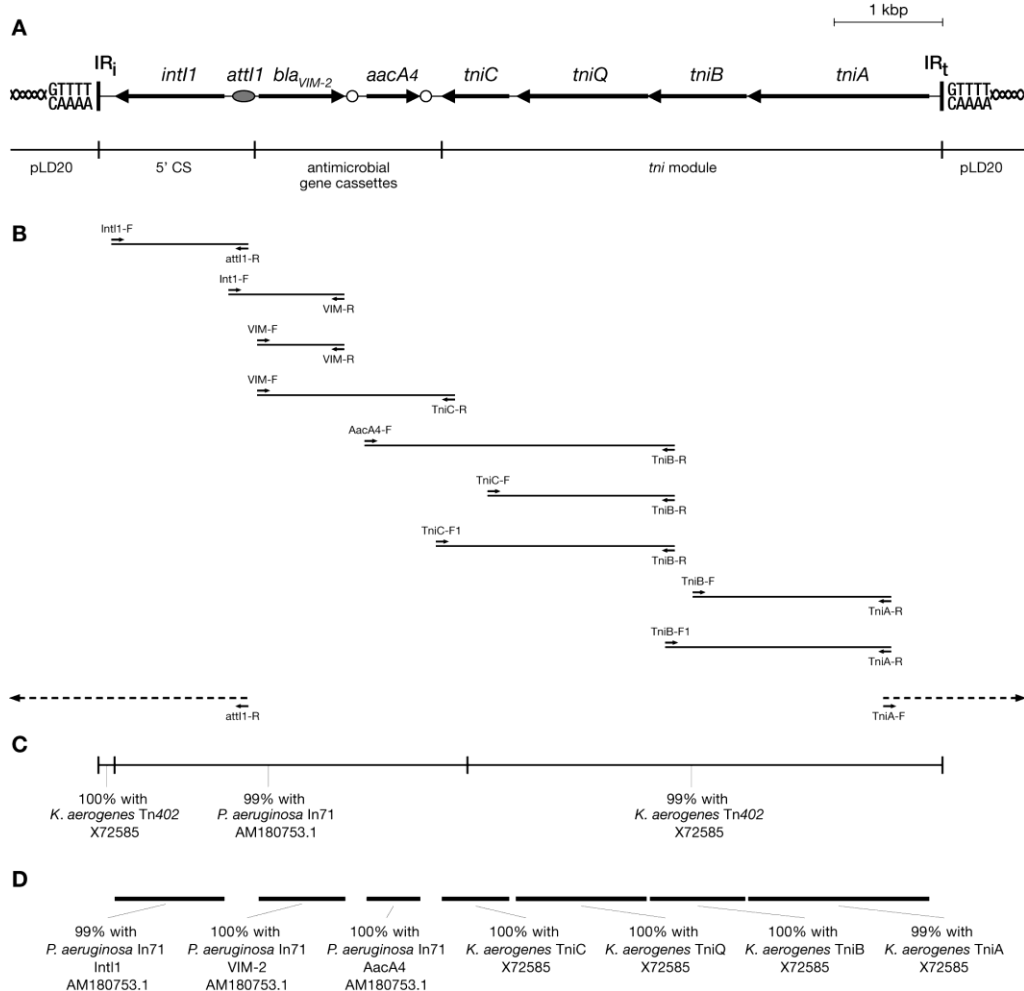 A
1 kbp
IRi intI1 attI1 blaVIM-2 aacA4 tniC tniQ tniB tniA IRt
GTTTT GTTTT
CAAAA CAAAA
pLD20 5’ CS antimicrobial tni module pLD20
gene cassettes
B
IntI1-F
attI1-R
Int1-F
VIM-R
VIM-F
VIM-R
VIM-F
TniC-R
AacA4-F
TniB-R
TniC-F
TniB-R
TniC-F1
TniB-R
TniB-F
TniA-R
TniB-F1
TniA-R
attI1-R TniA-F
C
100% with 99% with 99% with
K. aerogenes Tn402 P. aeruginosa In71 K. aerogenes Tn402
X72585 AM180753.1 X72585
D
99% with 100% with 100% with 100% with 100% with 100% with 99% with
P. aeruginosa In71 P. aeruginosa In71 P. aeruginosa In71 K. aerogenes TniC K. aerogenes TniQ K. aerogenes TniB K. aerogenes TniA
IntI1 VIM-2 AacA4 X72585 X72585 X72585 X72585
AM180753.1 AM180753.1 AM180753.1